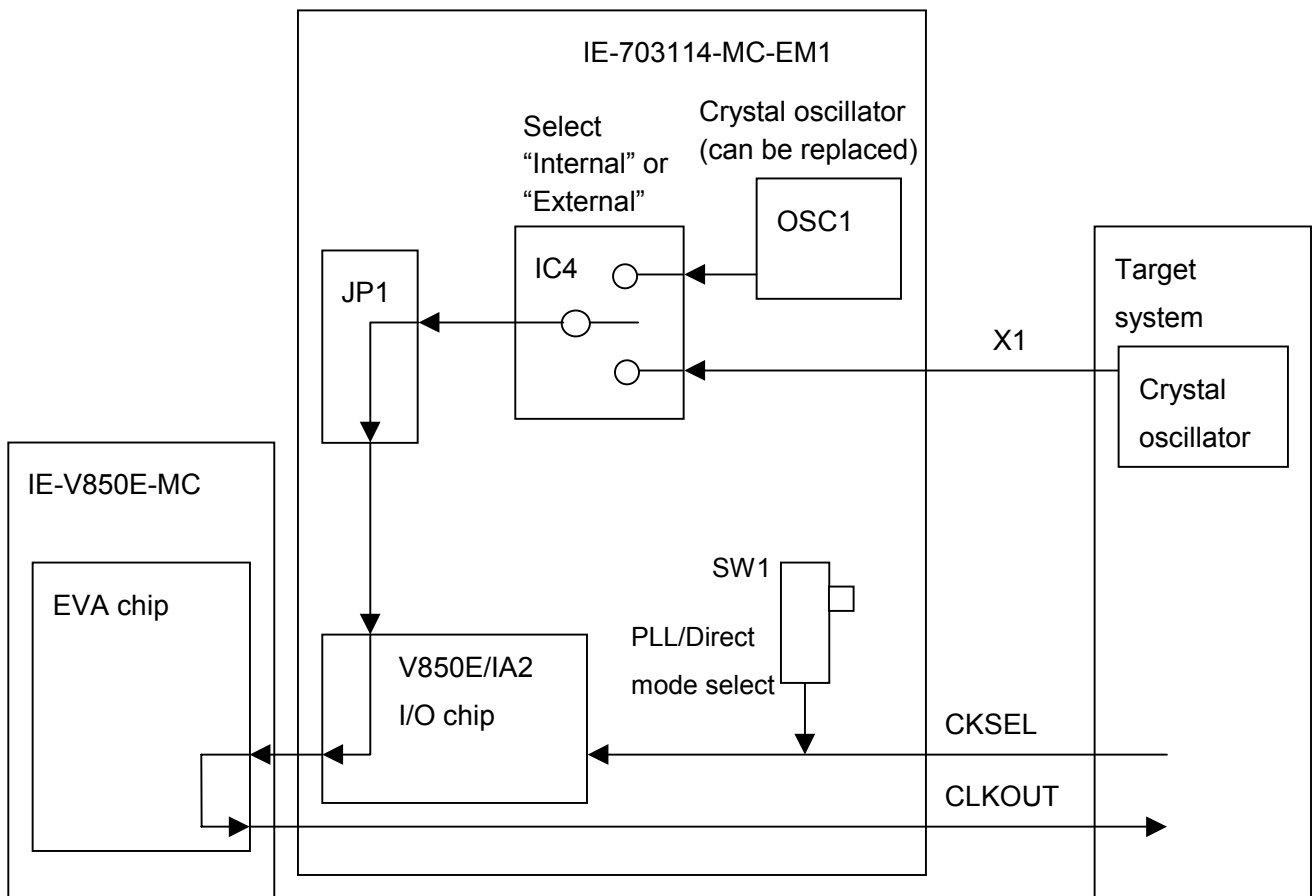 IE-703114-MC-EM1
Crystal oscillator
(can be replaced)
Select
“Internal” or
“External”
OSC1
IC4
JP1
Target
system
X1
Crystal
oscillator
IE-V850E-MC
EVA chip
SW1
PLL/Direct
mode select
V850E/IA2
I/O chip
CKSEL
CLKOUT